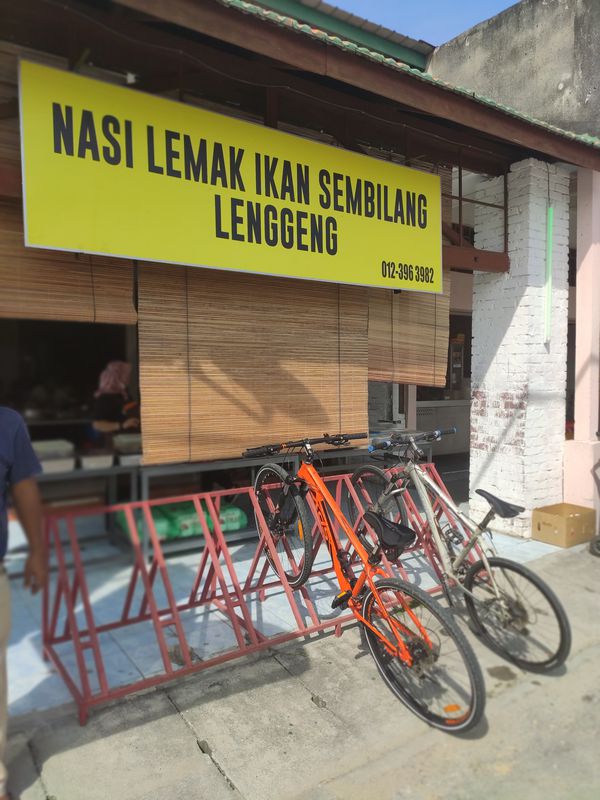 NASI LEMAK IKAN SEMBILANG
LENGGENG
012-396 3982